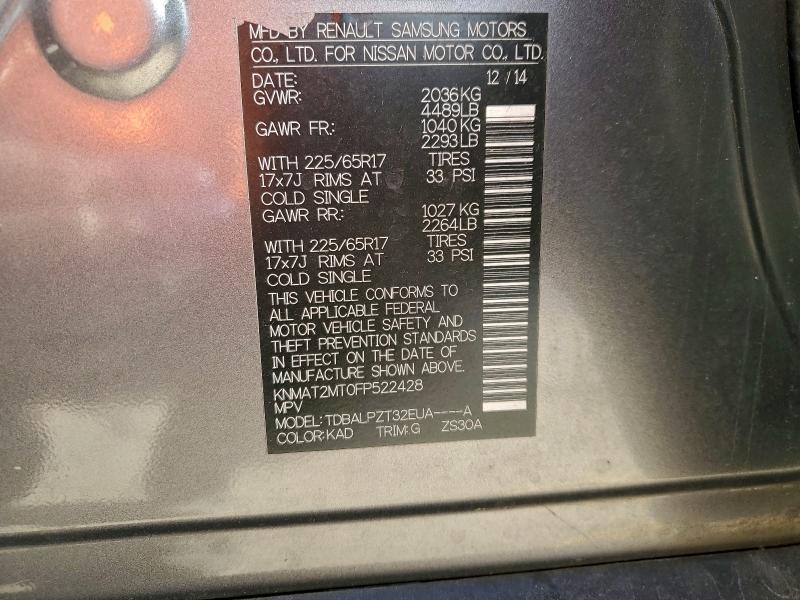 MFD BY RENAULT SAMSUNG MOTORS
CO., LTD. FOR NISSAN MOTOR CO., LTD.
DATE: 12 / 14
GVWR: 2036KG
4489LB
GAWR FR: 1040KG
2293LB
WITH 225/65R17 TIRES
17x7J RIMS AT 33 PSI
COLD SINGLE
GAWR RR: 1027KG
2264LB
WITH 225/65R17 TIRES
17x7J RIMS AT 33 PSI
COLD SINGLE
THIS VEHICLE CONFORMS TO
ALL APPLICABLE FEDERAL
MOTOR VEHICLE SAFETY AND
THEFT PREVENTION STANDARDS
IN EFFECT ON THE DATE OF
MANUFACTURE SHOWN ABOVE.
KNMAT2MT0FP522428
MPV
MODEL: TDBALPZT32EUA----A
COLOR: KAD TRIM: G ZS30A